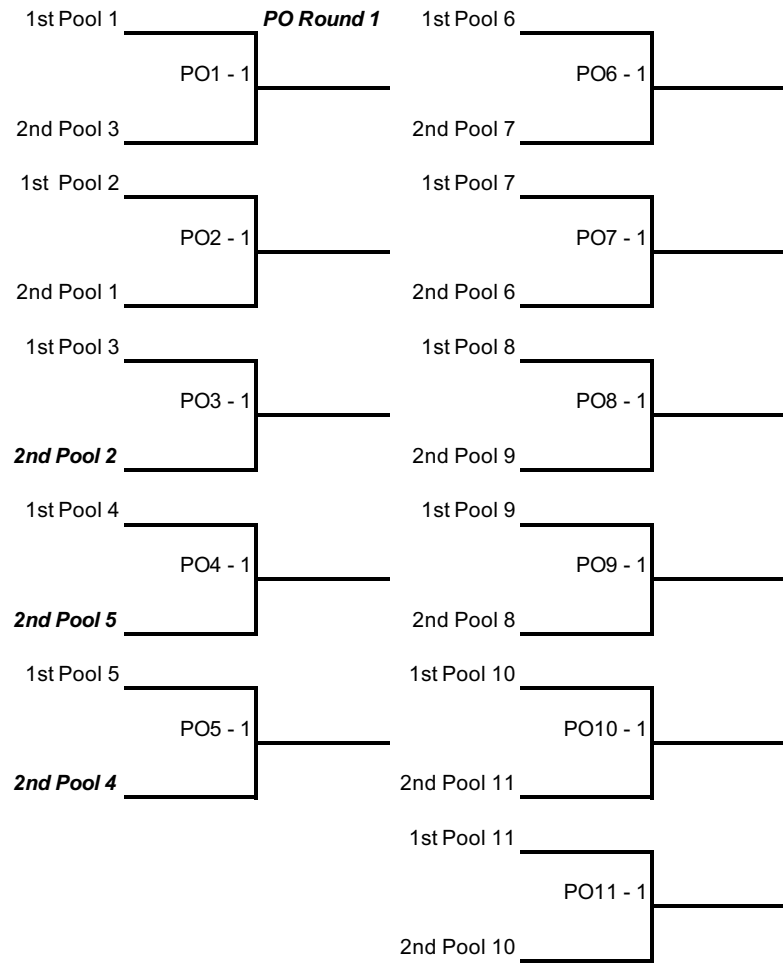 1st Pool 1
PO Round 1
PO1 - 1
2nd Pool 3
1st Pool 2
PO2 - 1
2nd Pool 1
1st Pool 3
PO3 - 1
2nd Pool 2
1st Pool 4
PO4 - 1
2nd Pool 5
1st Pool 5
PO5 - 1
2nd Pool 4
1st Pool 6
PO6 - 1
2nd Pool 7
1st Pool 7
PO7 - 1
2nd Pool 6
1st Pool 8
PO8 - 1
2nd Pool 9
1st Pool 9
PO9 - 1
2nd Pool 8
1st Pool 10
PO10 - 1
2nd Pool 11
1st Pool 11
PO11 - 1
2nd Pool 10